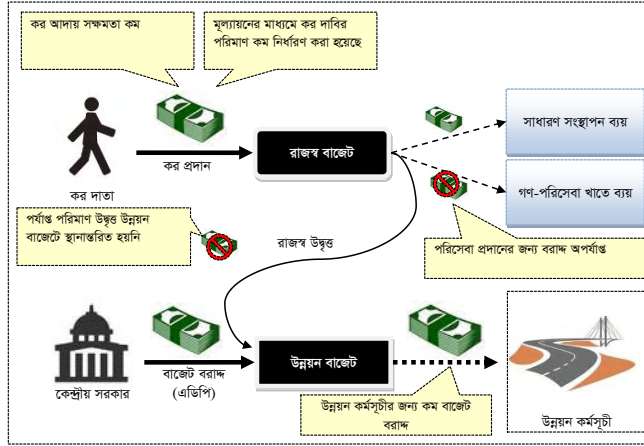 কর আদায় সক্ষমতা কম
মূল্যায়নের মাধ্যমে কর দাবির
পরিমাণ কম নির্ধারণ করা হয়েছে
সাধারণ সংস্থাপন ব্যয়
রাজস্ব বাজেট
কর প্রদান
কর দাতা
গণ-পরিসেবা খাতে ব্যয়
পর্যাপ্ত পরিমাণ উদ্বৃত্ত উন্নয়ন
বাজেটে স্থানান্তরিত হয়নি
রাজস্ব উদ্বৃত্ত
পরিসেবা প্রদানের জন্য বরাদ্দ অপর্যাপ্ত
উন্নয়ন বাজেট
বাজেট বরাদ্দ
(এডিপি)
কেন্দ্রীয় সরকার
উন্নয়ন কর্মসূচীর জন্য কম বাজেট
বরাদ্দ
উন্নয়ন কর্মসূচী